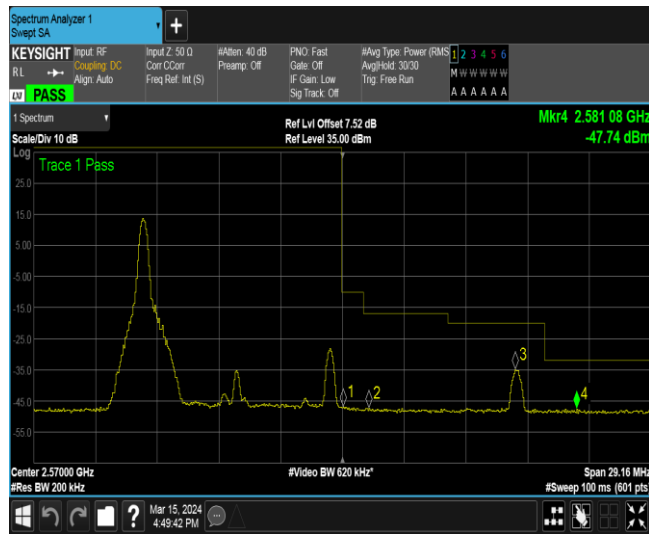 Spectrum Analyzer 1
Swept SA
+
KEYSIGHT
RL
LXI PASS
Input: RF
Coupling: DC
Align: Auto
Input Z: 50 Ω
Corr CCorr
Freq Ref: Int (S)
#Atten: 40 dB
Preamp: Off
PNO: Fast
Gate: Off
IF Gain: Low
Sig Track: Off
#Avg Type: Power (RMS
Avg|Hold: 30/30
Trig: Free Run
1 2 3 4 5 6
M W W W W W
A A A A A A
1 Spectrum
Scale/Div 10 dB
Ref Lvl Offset 7.52 dB
Ref Level 35.00 dBm
Mkr4 2.581 08 GHz
-47.74 dBm
Log
Trace 1 Pass
25.0
15.0
5.00
-5.00
-15.0
-25.0
-35.0
-45.0
-55.0
1
2
3
4
Center 2.57000 GHz
#Res BW 200 kHz
#Video BW 620 kHz*
Span 29.16 MHz
#Sweep 100 ms (601 pts
?
Mar 15, 2024
4:49:42 PM